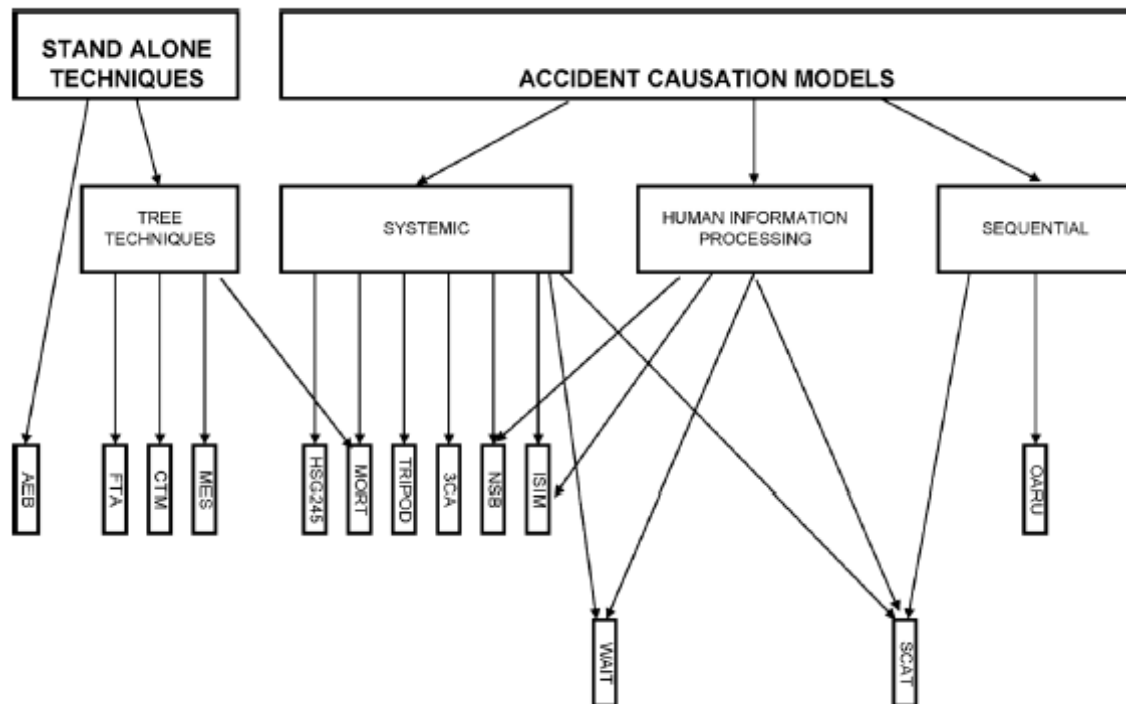 STAND ALONE
TECHNIQUES
ACCIDENT CAUSATION MODELS
TREE
TECHNIQUES
SYSTEMIC
HUMAN INFORMATION
PROCESSING
SEQUENTIAL
AEB
FTA
CTM
MES
HSG245
MORT
TRIPOD
3CA
NSB
ISIM
OARU
WAIT
SCAT